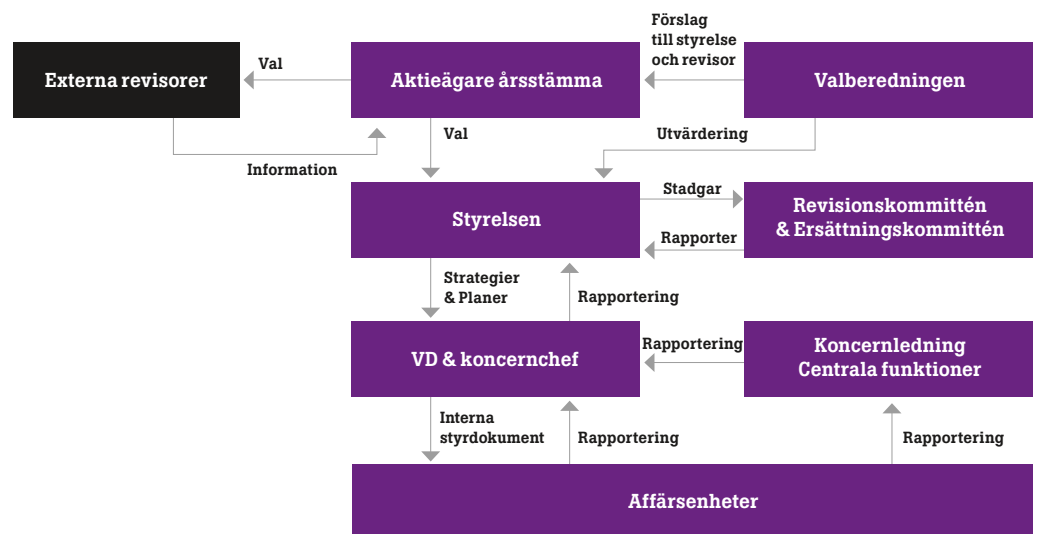 Förslag
till styrelse
och revisor
Val
Externa revisorer
Aktieägare årsstämma
Valberedningen
Val
Utvärdering
Information
Stadgar
Styrelsen
Revisionskommittén
& Ersättningskommittén
Rapporter
Strategier
& Planer
Rapportering
VD & koncernchef
Rapportering
Koncernledning
Centrala funktioner
Interna
styrdokument
Rapportering
Rapportering
Affärsenheter